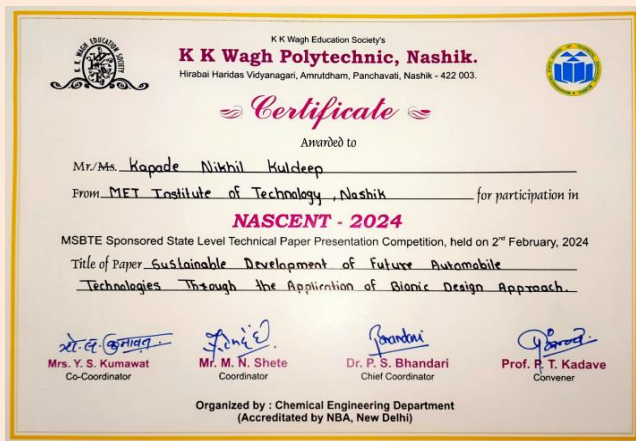 K K Wagh Education Society's
K K Wagh Polytechnic, Nashik.
Hirabai Haridas Vidyanagari, Amrutdham, Panchavati, Nashik - 422 003.
K. K. WAGH EDUCATION SOCIETY
Certificate
Awarded to
Mr./Ms. Kapade Nikhil Kuldeep
From MET Institute of Technology, Nashik for participation in
NASCENT - 2024
MSBTE Sponsored State Level Technical Paper Presentation Competition, held on 2nd February, 2024
Title of Paper Sustainable Development of Future Automobile
Technologies Through the Application of Bionic Design Approach.
Mrs. Y. S. Kumawat
Co-Coordinator
Mr. M. N. Shete
Coordinator
Bhandari
Dr. P. S. Bhandari
Chief Coordinator
Prof. P. T. Kadave
Convener
Organized by : Chemical Engineering Department
(Accredited by NBA, New Delhi)